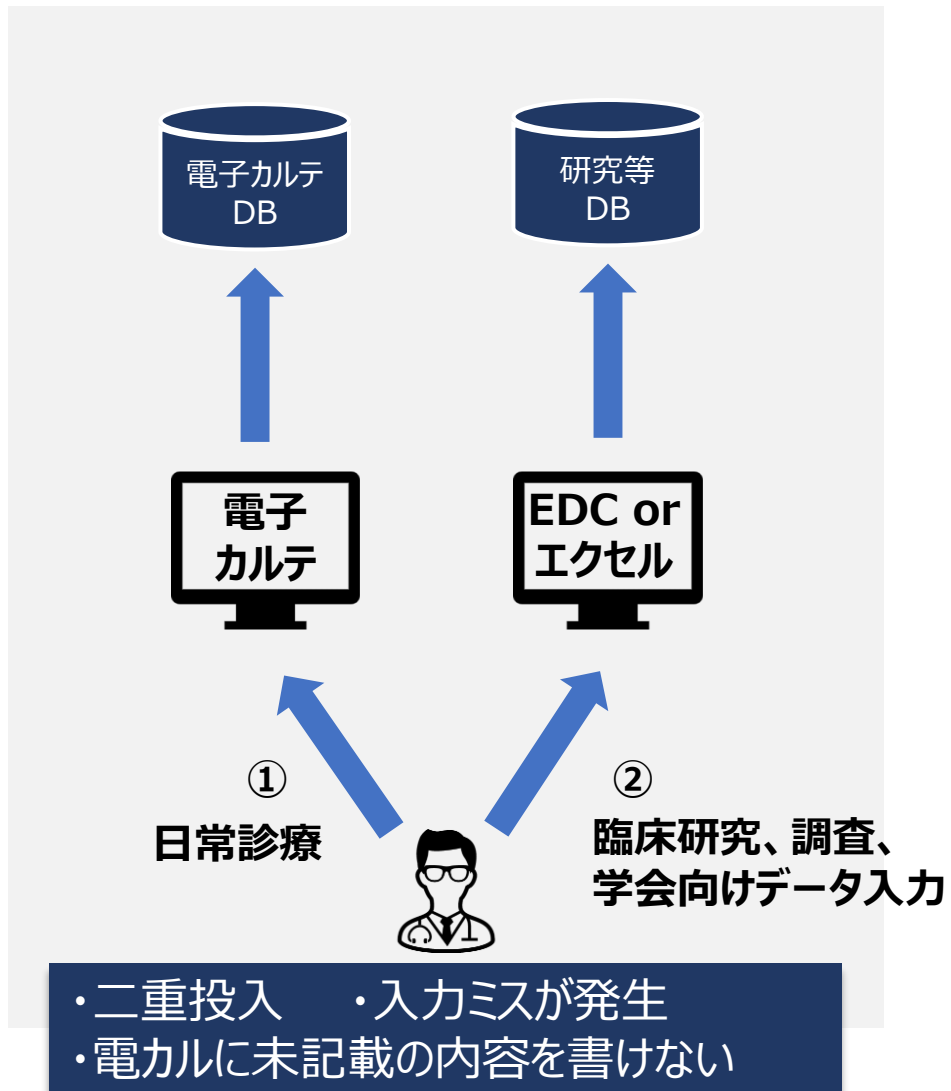 電子カルテ
DB
研究等
DB
電子
カルテ
EDC or
エクセル
①
日常診療
②
臨床研究、調査、
学会向けデータ入力
・二重投入　・入力ミスが発生
・電カルに未記載の内容を書けない